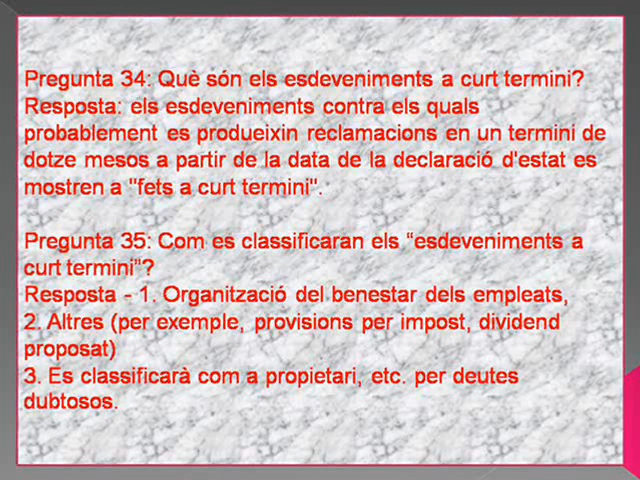 Pregunta 34: Què són els esdeveniments a curt termini?
Resposta: els esdeveniments contra els quals
probablement es produeixin reclamacions en un termini de
dotze mesos a partir de la data de la declaració d'estat es
mostren a "fets a curt termini".
Pregunta 35: Com es classificaran els “esdeveniments a
curt termini”?
Resposta - 1. Organització del benestar dels empleats,
2. Altres (per exemple, provisions per impost, dividend
proposat)
3. Es classificarà com a propietari, etc. per deutes
dubtosos.